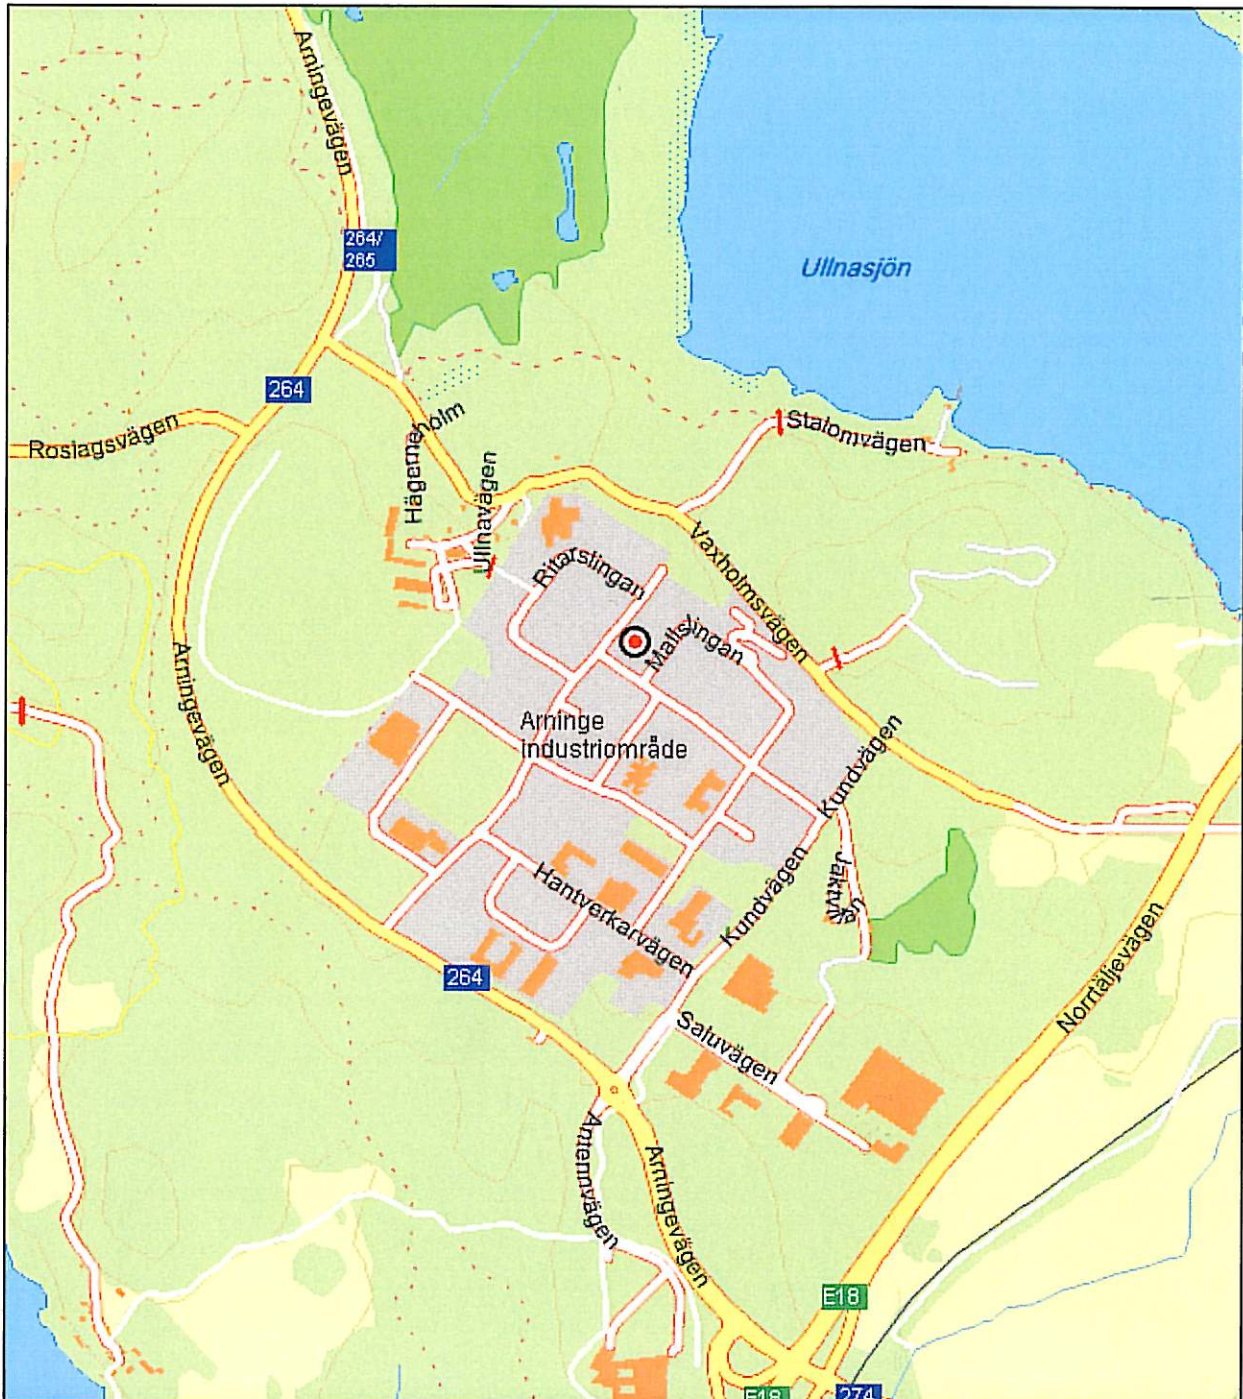 Arningevägen
264/
265
Ullnasjön
264
Roslagsvägen
Hägerneholm
Stalomvägen
Ullnavägen
Ritarslingan
Vaxholmsvägen
Mallslingan
Arningevägen
Arninge
industriområde
Kundvägen
Jaktvägen
Hantverkarvägen
Kundvägen
264
Norrtäljevägen
Saluvägen
Antennvägen
Arningevägen
E18
E18
274